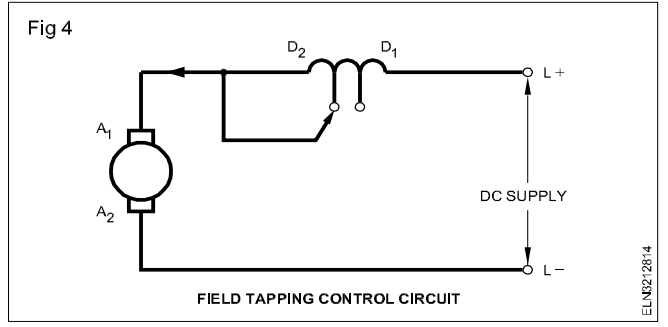 Fig 4
D2 D1
L+
A1
A2
DC SUPPLY
L–
FIELD TAPPING CONTROL CIRCUIT
ELN3212814